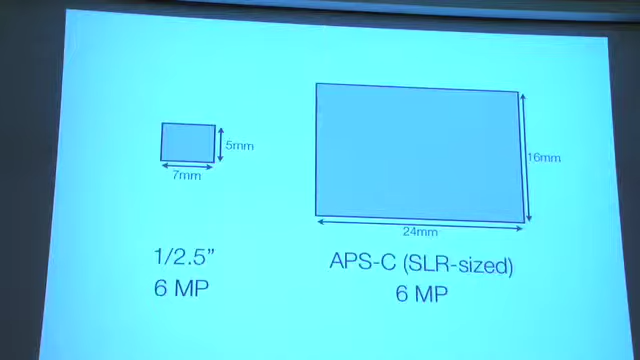 5mm
7mm
1/2.5”
6 MP
16mm
24mm
APS-C (SLR-sized)
6 MP